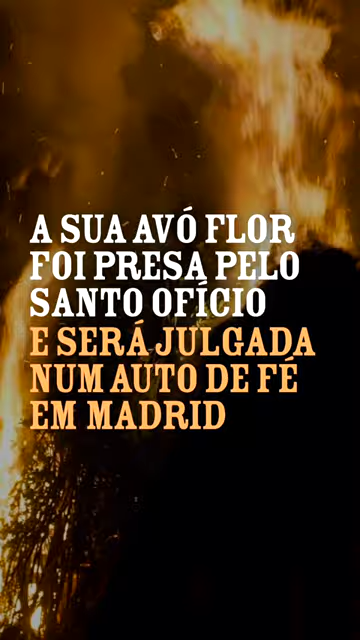 A SUA AVÓ FLOR
FOI PRESA PELO
SANTO OFÍCIO
E SERÁ JULGADA
NUM AUTO DE FÉ
EM MADRID